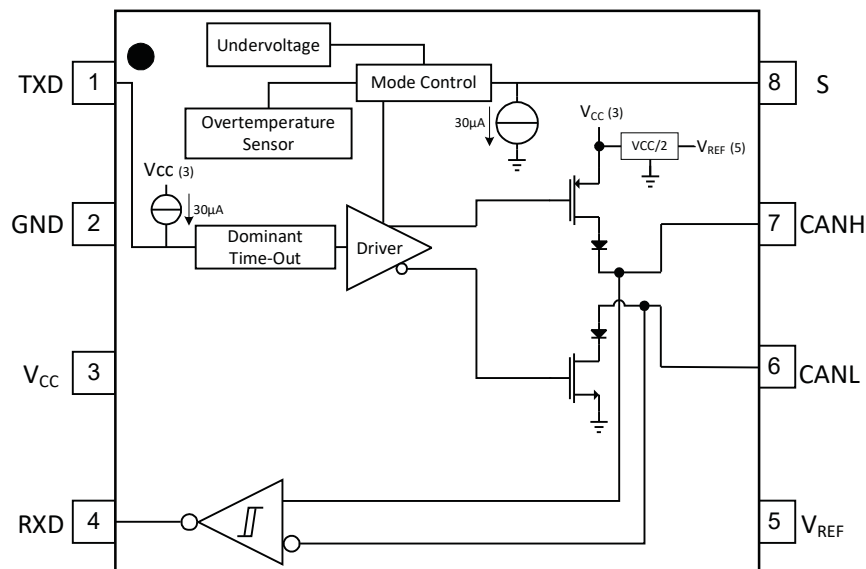 Undervoltage
TXD 1
Mode Control
8 S
Overtemperature
Sensor
30µA
VCC (3)
VCC/2
VREF (5)
Vcc (3)
30µA
GND 2
Dominant
Time-Out
Driver
7 CANH
VCC 3
6 CANL
RXD 4
5 VREF